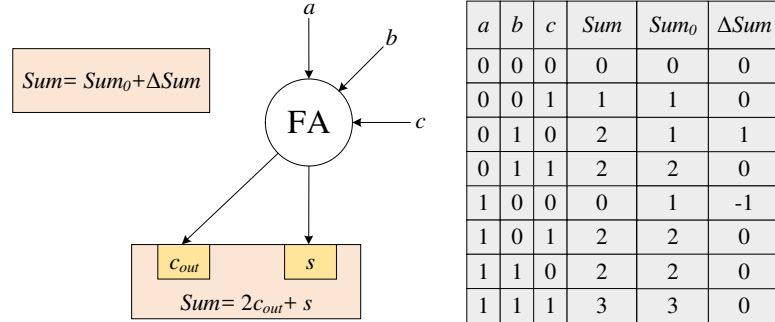 Sum= Sum₀+ΔSum
a
b
c
FA
c_out
s
Sum= 2c_out+ s
a b c Sum Sum₀ ΔSum
0 0 0 0 0 0
0 0 1 1 1 0
0 1 0 2 1 1
0 1 1 2 2 0
1 0 0 0 1 -1
1 0 1 2 2 0
1 1 0 2 2 0
1 1 1 3 3 0